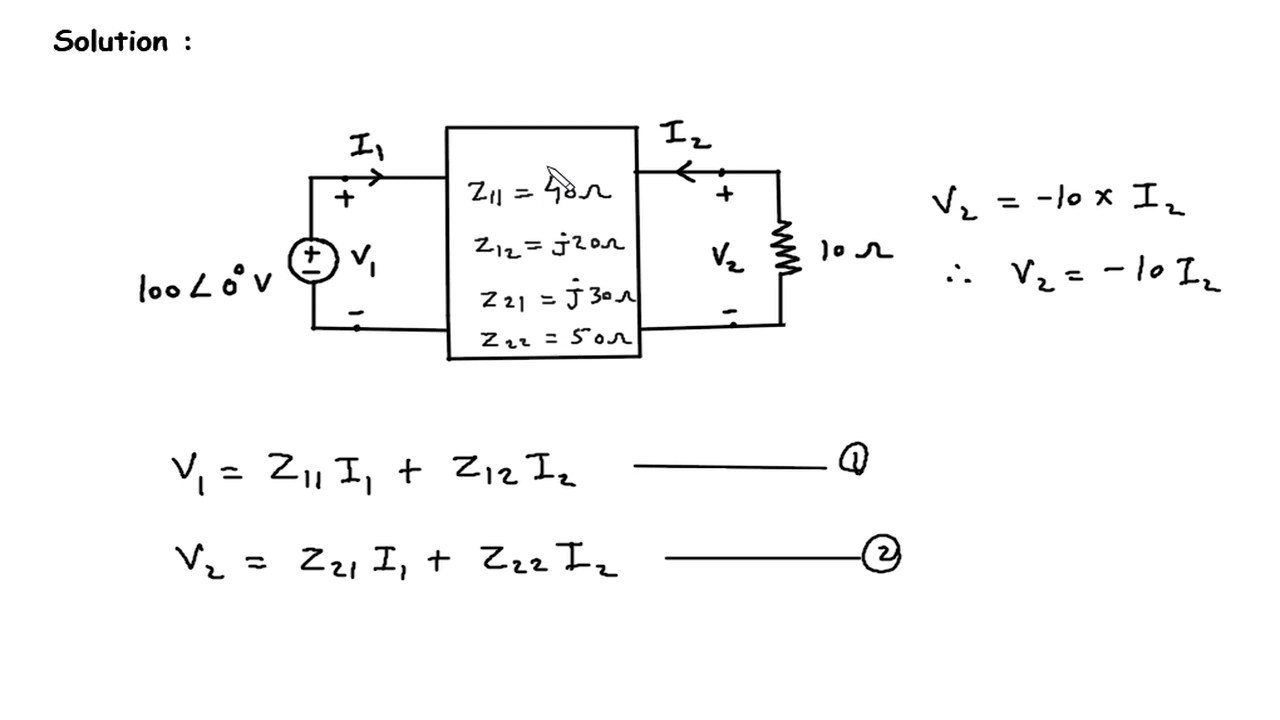 Solution :
I₁
I₂
Z₁₁ = 40Ω
Z₁₂ = j20Ω
Z₂₁ = j30Ω
Z₂₂ = 50Ω
+
+
+
−
V₁
V₂
100∠0° V
10Ω
−
−
V₂ = -10 x I₂
∴ V₂ = -10 I₂
V₁ = Z₁₁ I₁ + Z₁₂ I₂ ——— ①
V₂ = Z₂₁ I₁ + Z₂₂ I₂ ——— ②